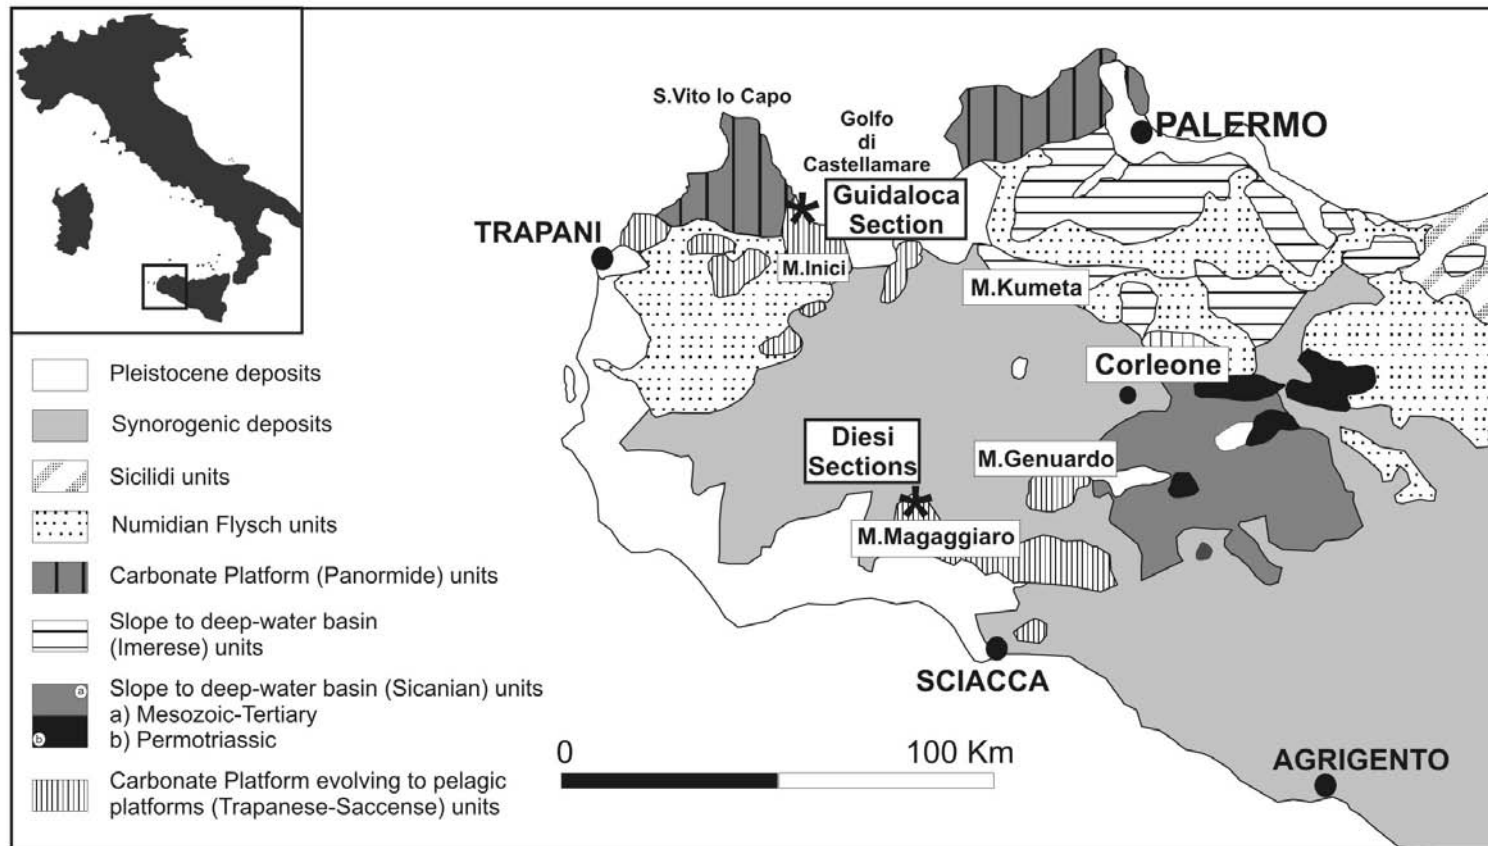 S.Vito lo Capo
Golfo
di
Castellamare
PALERMO
Guidaloca
Section
TRAPANI
M.Inici
M.Kumeta
Corleone
Diesi
Sections
M.Genuardo
M.Magaggiaro
SCIACCA
AGRIGENTO
0
100 Km
Pleistocene deposits
Synorogenic deposits
Sicilidi units
Numidian Flysch units
Carbonate Platform (Panormide) units
Slope to deep-water basin
(Imerese) units
a
b
Slope to deep-water basin (Sicanian) units
a) Mesozoic-Tertiary
b) Permotriassic
Carbonate Platform evolving to pelagic
platforms (Trapanese-Saccense) units